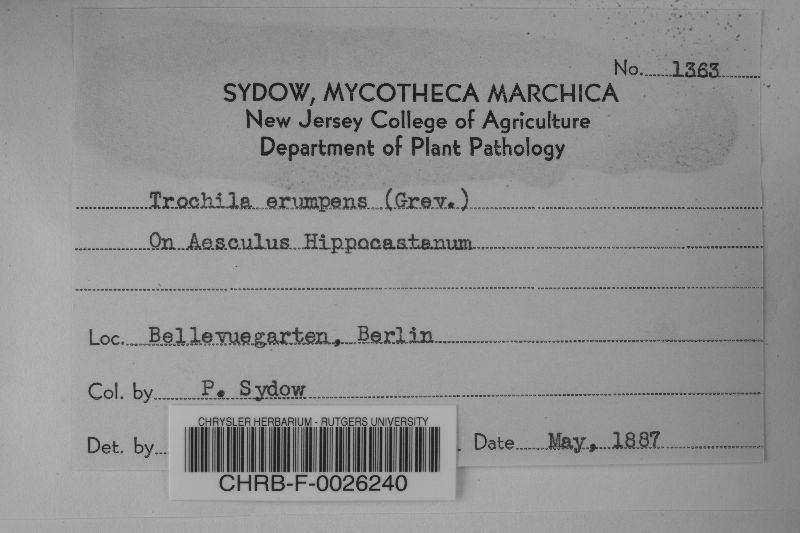 No. 1363
SYDOW, MYCOTHECA MARCHICA
New Jersey College of Agriculture
Department of Plant Pathology
Trochila erumpens (Grev.)
On Aesculus Hippocastanum
Loc. Bellevuegarten, Berlin
Col. by P. Sydow
Det. by Date May, 1887
CHRYSLER HERBARIUM - RUTGERS UNIVERSITY
CHRB-F-0026240